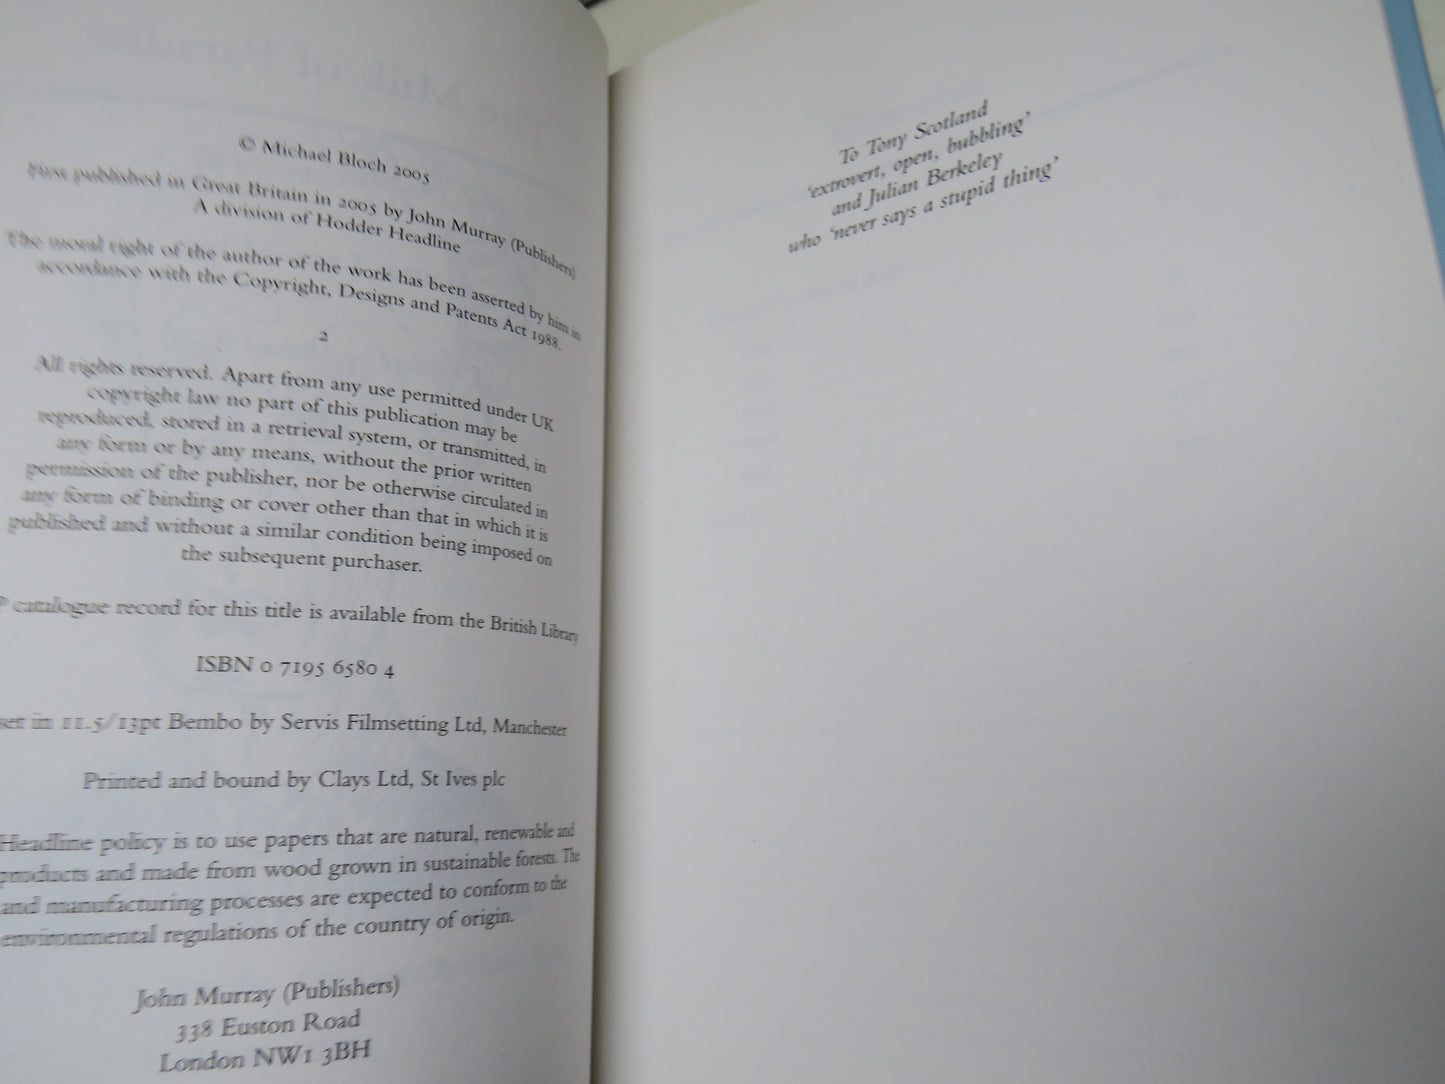 © Michael Bloch 2005
First published in Great Britain in 2005 by John Murray (Publishers)
A division of Hodder Headline
The moral right of the author of the work has been asserted by him in
accordance with the Copyright, Designs and Patents Act 1988.
2
All rights reserved. Apart from any use permitted under UK
copyright law no part of this publication may be
reproduced, stored in a retrieval system, or transmitted, in
any form or by any means, without the prior written
permission of the publisher, nor be otherwise circulated in
any form of binding or cover other than that in which it is
published and without a similar condition being imposed on
the subsequent purchaser.
catalogue record for this title is available from the British Library
ISBN 0 7195 6580 4
set in 11.5/13pt Bembo by Servis Filmsetting Ltd, Manchester
Printed and bound by Clays Ltd, St Ives plc
Headline policy is to use papers that are natural, renewable and
products and made from wood grown in sustainable forests. The
and manufacturing processes are expected to conform to the
environmental regulations of the country of origin.
John Murray (Publishers)
338 Euston Road
London NW1 3BH
To Tony Scotland
‘extrovert, open, bubbling’
and Julian Berkeley
who ‘never says a stupid thing’